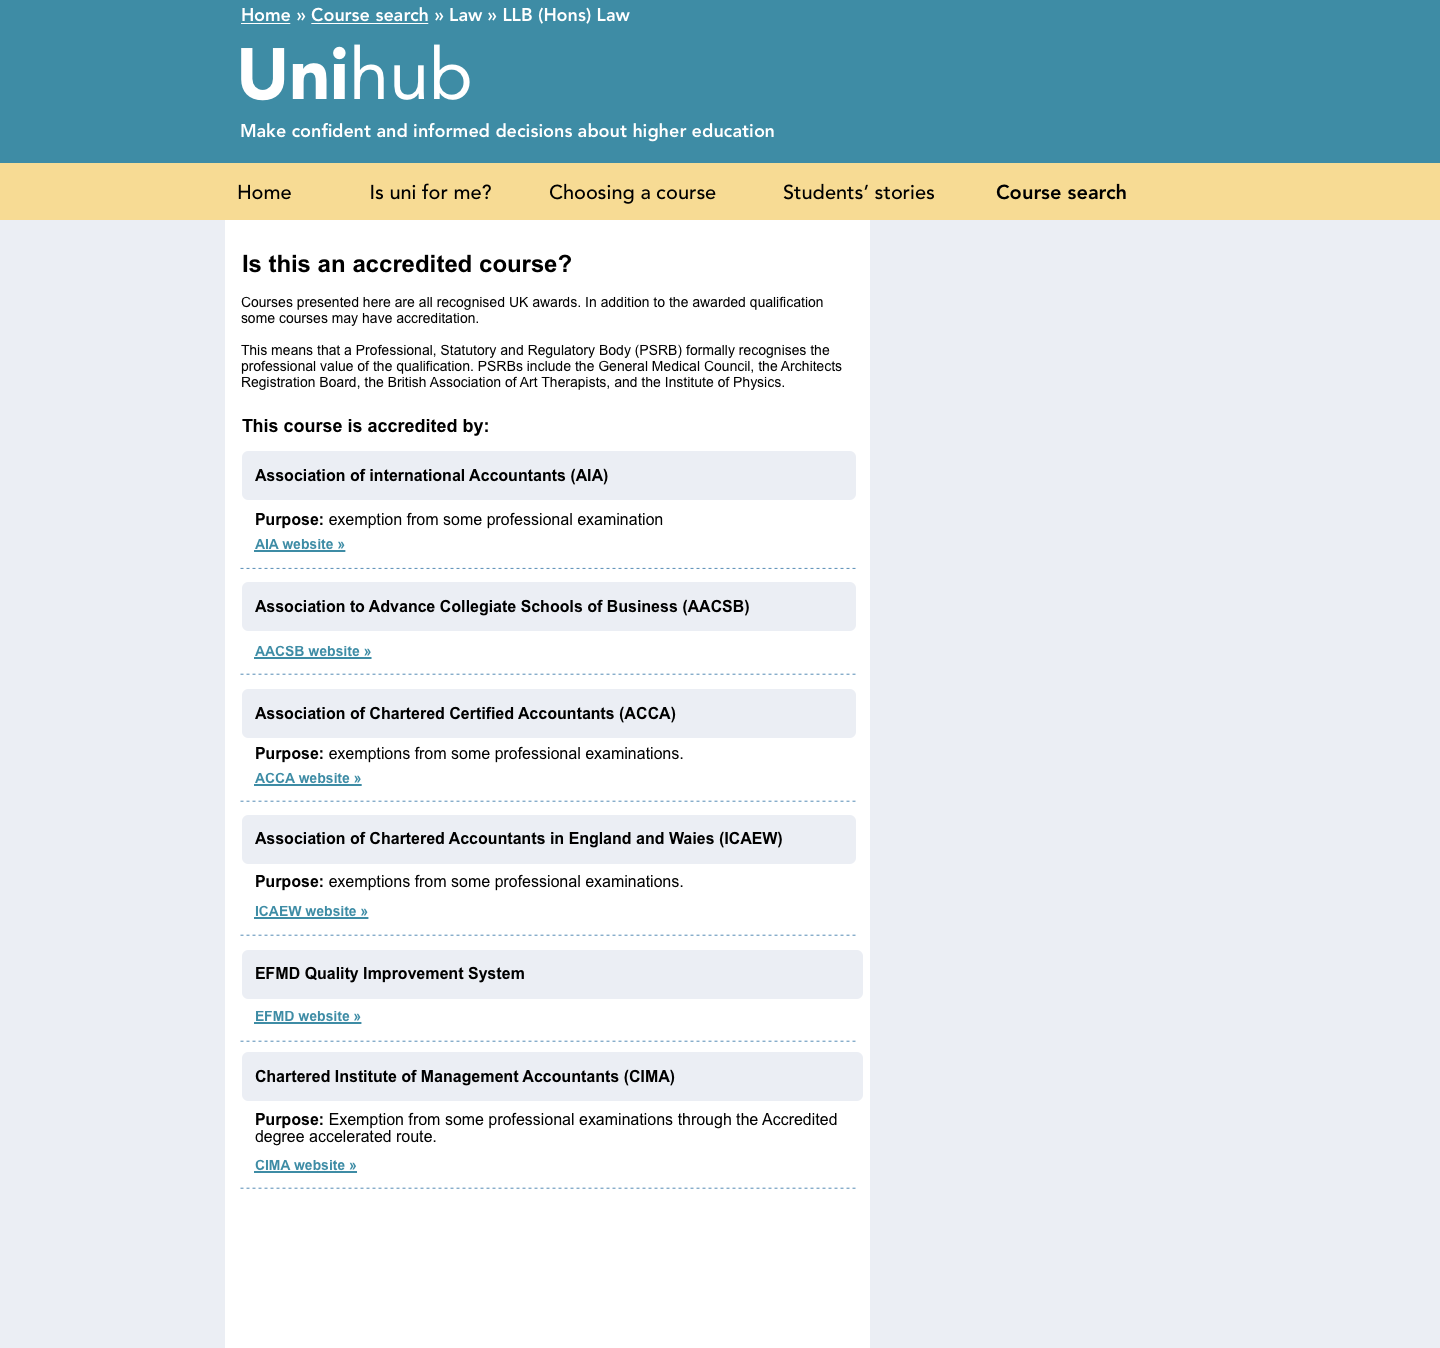 Home » Course search » Law » LLB (Hons) Law
Unihub
Make confident and informed decisions about higher education
Home Is uni for me? Choosing a course Students’ stories Course search
Is this an accredited course?
Courses presented here are all recognised UK awards. In addition to the awarded qualification
some courses may have accreditation.
This means that a Professional, Statutory and Regulatory Body (PSRB) formally recognises the
professional value of the qualification. PSRBs include the General Medical Council, the Architects
Registration Board, the British Association of Art Therapists, and the Institute of Physics.
This course is accredited by:
Association of international Accountants (AIA)
Purpose: exemption from some professional examination
AIA website »
Association to Advance Collegiate Schools of Business (AACSB)
AACSB website »
Association of Chartered Certified Accountants (ACCA)
Purpose: exemptions from some professional examinations.
ACCA website »
Association of Chartered Accountants in England and Waies (ICAEW)
Purpose: exemptions from some professional examinations.
ICAEW website »
EFMD Quality Improvement System
EFMD website »
Chartered Institute of Management Accountants (CIMA)
Purpose: Exemption from some professional examinations through the Accredited
degree accelerated route.
CIMA website »